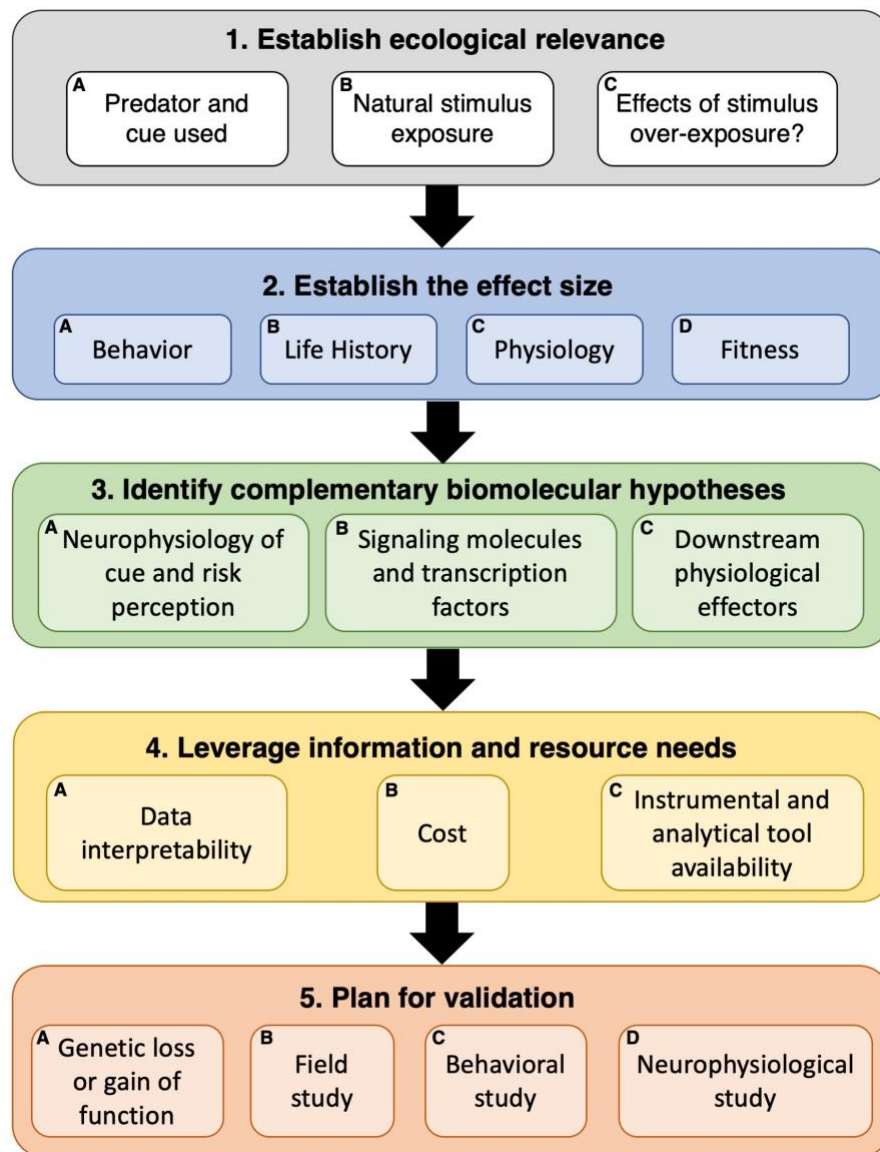 1. Establish ecological relevance
A
Predator and
cue used
B
Natural stimulus
exposure
C
Effects of stimulus
over-exposure?
2. Establish the effect size
A
Behavior
B
Life History
C
Physiology
D
Fitness
3. Identify complementary biomolecular hypotheses
A
Neurophysiology of
cue and risk
perception
B
Signaling molecules
and transcription
factors
C
Downstream
physiological
effectors
4. Leverage information and resource needs
A
Data
interpretability
B
Cost
C
Instrumental and
analytical tool
availability
5. Plan for validation
A
Genetic loss
or gain of
function
B
Field
study
C
Behavioral
study
D
Neurophysiological
study